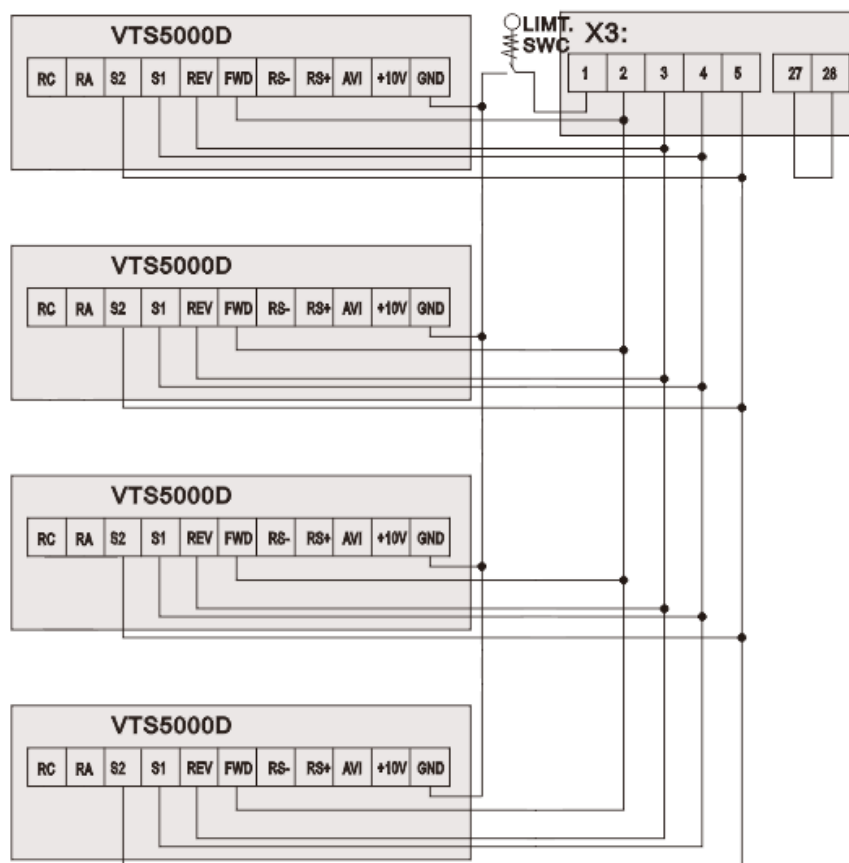 VTS5000D
RC RA S2 S1 REV FWD RS- RS+ AVI +10V GND
LIMT.
SWC
X3:
1 2 3 4 5 27 28
VTS5000D
RC RA S2 S1 REV FWD RS- RS+ AVI +10V GND
VTS5000D
RC RA S2 S1 REV FWD RS- RS+ AVI +10V GND
VTS5000D
RC RA S2 S1 REV FWD RS- RS+ AVI +10V GND